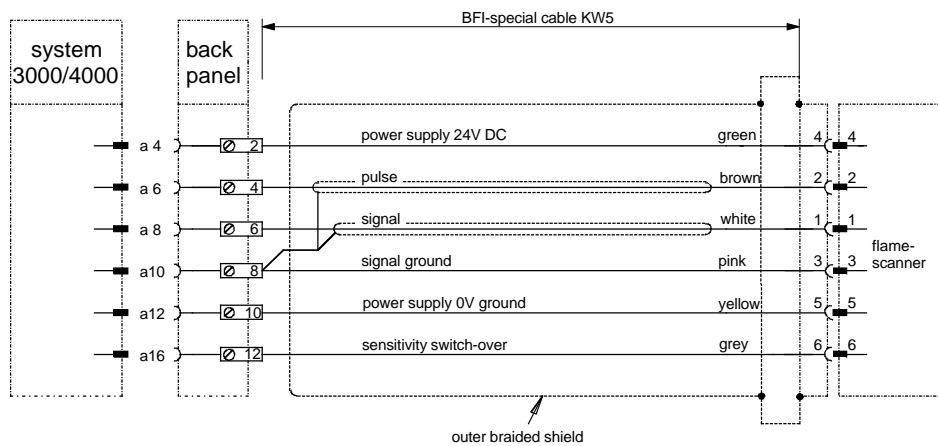 BFI-special cable KW5
system
3000/4000
back
panel
a 4 2 power supply 24V DC green 4 4
a 6 4 pulse brown 2 2
a 8 6 signal white 1 1
flame-
scanner
a10 8 signal ground pink 3 3
a12 10 power supply 0V ground yellow 5 5
a16 12 sensitivity switch-over grey 6 6
outer braided shield